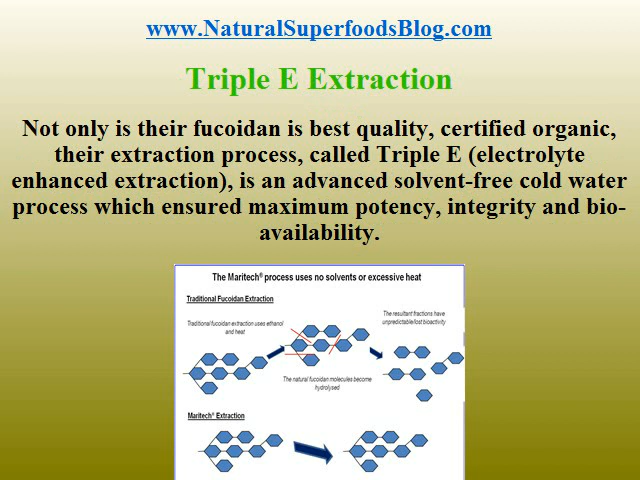 www.NaturalSuperfoodsBlog.com
Triple E Extraction
Not only is their fucoidan is best quality, certified organic,
their extraction process, called Triple E (electrolyte
enhanced extraction), is an advanced solvent-free cold water
process which ensured maximum potency, integrity and bio-
availability.
The Maritech® process uses no solvents or excessive heat
Traditional Fucoidan Extraction
Traditional fucoidan extraction uses ethanol
and heat
The resultant fractions have
unpredictable/lost bioactivity
The natural fucoidan molecules become
hydrolysed
Maritech® Extraction